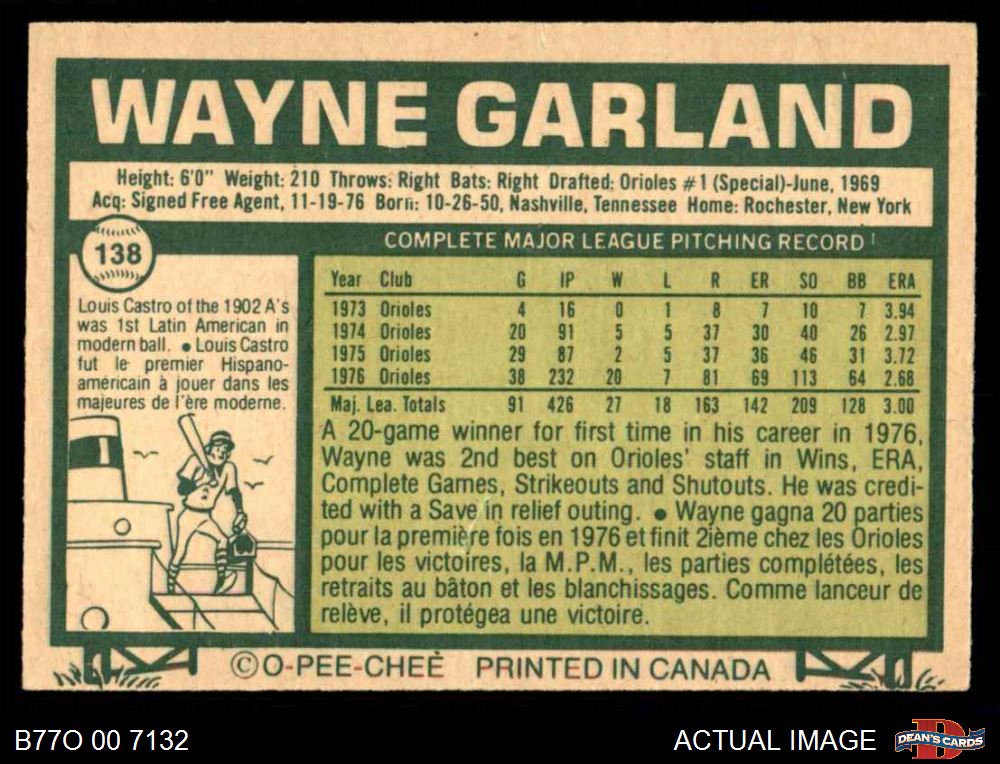 WAYNE GARLAND
Height: 6'0" Weight: 210 Throws: Right Bats: Right Drafted: Orioles #1 (Special)-June, 1969
Acq: Signed Free Agent, 11-19-76 Born: 10-26-50, Nashville, Tennessee Home: Rochester, New York
138
Louis Castro of the 1902 A's
was 1st Latin American in
modern ball. ● Louis Castro
fut le premier Hispano-
américain à jouer dans les
majeures de l'ère moderne.
COMPLETE MAJOR LEAGUE PITCHING RECORD
Year Club G IP W L R ER SO BB ERA
1973 Orioles 4 16 0 1 8 7 10 7 3.94
1974 Orioles 20 91 5 5 37 30 40 26 2.97
1975 Orioles 29 87 2 5 37 36 46 31 3.72
1976 Orioles 38 232 20 7 81 69 113 64 2.68
Maj. Lea. Totals 91 426 27 18 163 142 209 128 3.00
A 20-game winner for first time in his career in 1976,
Wayne was 2nd best on Orioles' staff in Wins, ERA,
Complete Games, Strikeouts and Shutouts. He was credi-
ted with a Save in relief outing. ● Wayne gagna 20 parties
pour la première fois en 1976 et finit 2ième chez les Orioles
pour les victoires, la M.P.M., les parties complétées, les
retraits au bâton et les blanchissages. Comme lanceur de
relève, il protégea une victoire.
© O-PEE-CHEE PRINTED IN CANADA
B77O 00 7132
ACTUAL IMAGE
D
DEAN'S CARDS